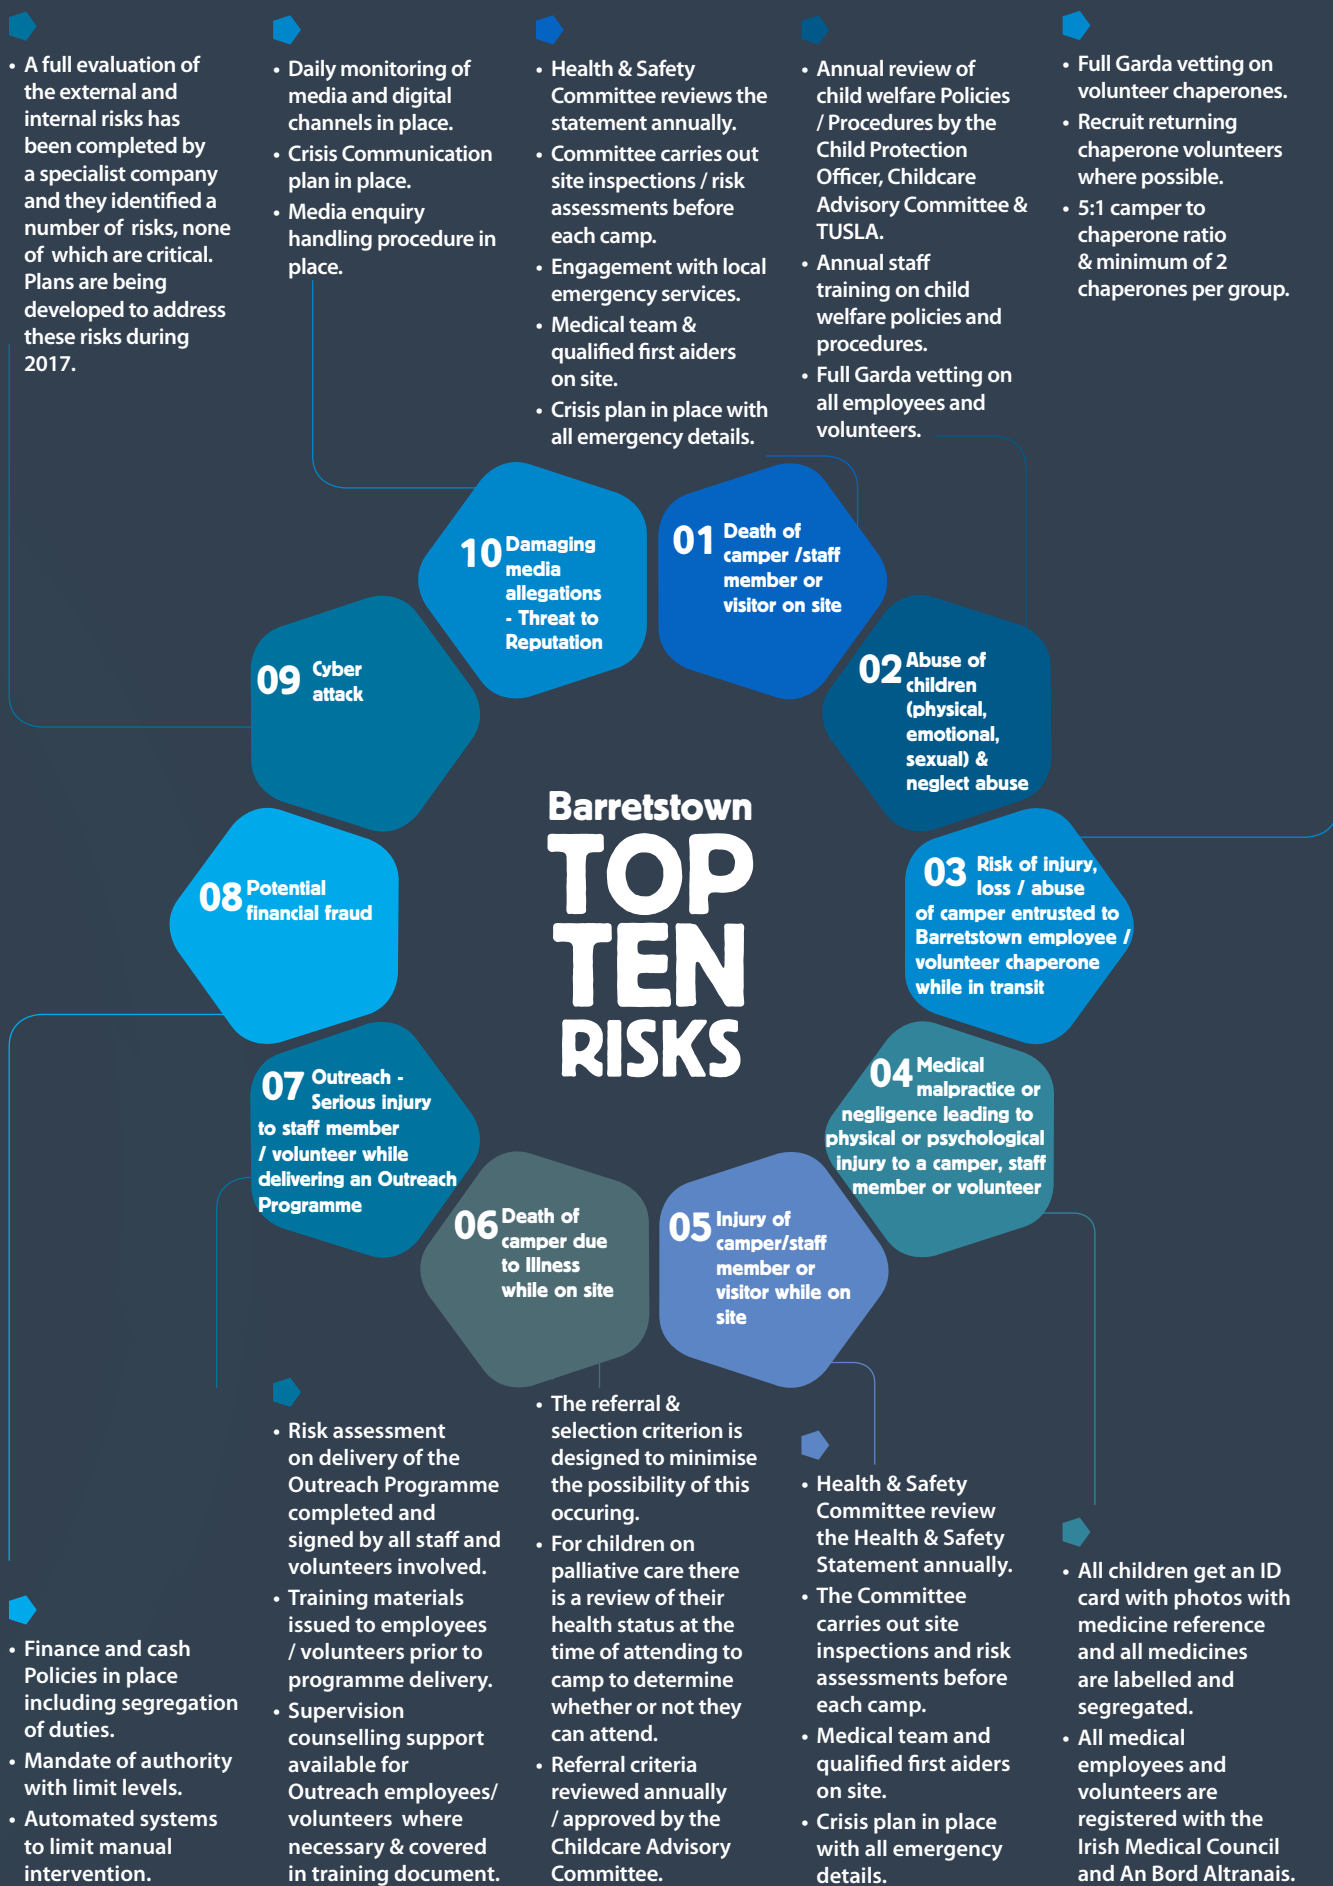 • A full evaluation of
the external and
internal risks has
been completed by
a specialist company
and they identified a
number of risks, none
of which are critical.
Plans are being
developed to address
these risks during
2017.
• Daily monitoring of
media and digital
channels in place.
• Crisis Communication
plan in place.
• Media enquiry
handling procedure in
place.
• Health & Safety
Committee reviews the
statement annually.
• Committee carries out
site inspections / risk
assessments before
each camp.
• Engagement with local
emergency services.
• Medical team &
qualified first aiders
on site.
• Crisis plan in place with
all emergency details.
• Annual review of
child welfare Policies
/ Procedures by the
Child Protection
Officer, Childcare
Advisory Committee &
TUSLA.
• Annual staff
training on child
welfare policies and
procedures.
• Full Garda vetting on
all employees and
volunteers.
• Full Garda vetting on
volunteer chaperones.
• Recruit returning
chaperone volunteers
where possible.
• 5:1 camper to
chaperone ratio
& minimum of 2
chaperones per group.
10 Damaging
media
allegations
- Threat to
Reputation
01 Death of
camper /staff
member or
visitor on site
09 Cyber
attack
02 Abuse of
children
(physical,
emotional,
sexual) &
neglect abuse
Barretstown
TOP
TEN
RISKS
08 Potential
financial fraud
03 Risk of injury,
loss / abuse
of camper entrusted to
Barretstown employee /
volunteer chaperone
while in transit
07 Outreach -
Serious injury
to staff member
/ volunteer while
delivering an Outreach
Programme
04 Medical
malpractice or
negligence leading to
physical or psychological
injury to a camper, staff
member or volunteer
06 Death of
camper due
to Illness
while on site
05 Injury of
camper/staff
member or
visitor while on
site
• Finance and cash
Policies in place
including segregation
of duties.
• Mandate of authority
with limit levels.
• Automated systems
to limit manual
intervention.
• Risk assessment
on delivery of the
Outreach Programme
completed and
signed by all staff and
volunteers involved.
• Training materials
issued to employees
/ volunteers prior to
programme delivery.
• Supervision
counselling support
available for
Outreach employees/
volunteers where
necessary & covered
in training document.
• The referral &
selection criterion is
designed to minimise
the possibility of this
occuring.
• For children on
palliative care there
is a review of their
health status at the
time of attending to
camp to determine
whether or not they
can attend.
• Referral criteria
reviewed annually
/ approved by the
Childcare Advisory
Committee.
• Health & Safety
Committee review
the Health & Safety
Statement annually.
• The Committee
carries out site
inspections and risk
assessments before
each camp.
• Medical team and
qualified first aiders
on site.
• Crisis plan in place
with all emergency
details.
• All children get an ID
card with photos with
medicine reference
and all medicines
are labelled and
segregated.
• All medical
employees and
volunteers are
registered with the
Irish Medical Council
and An Bord Altranais.